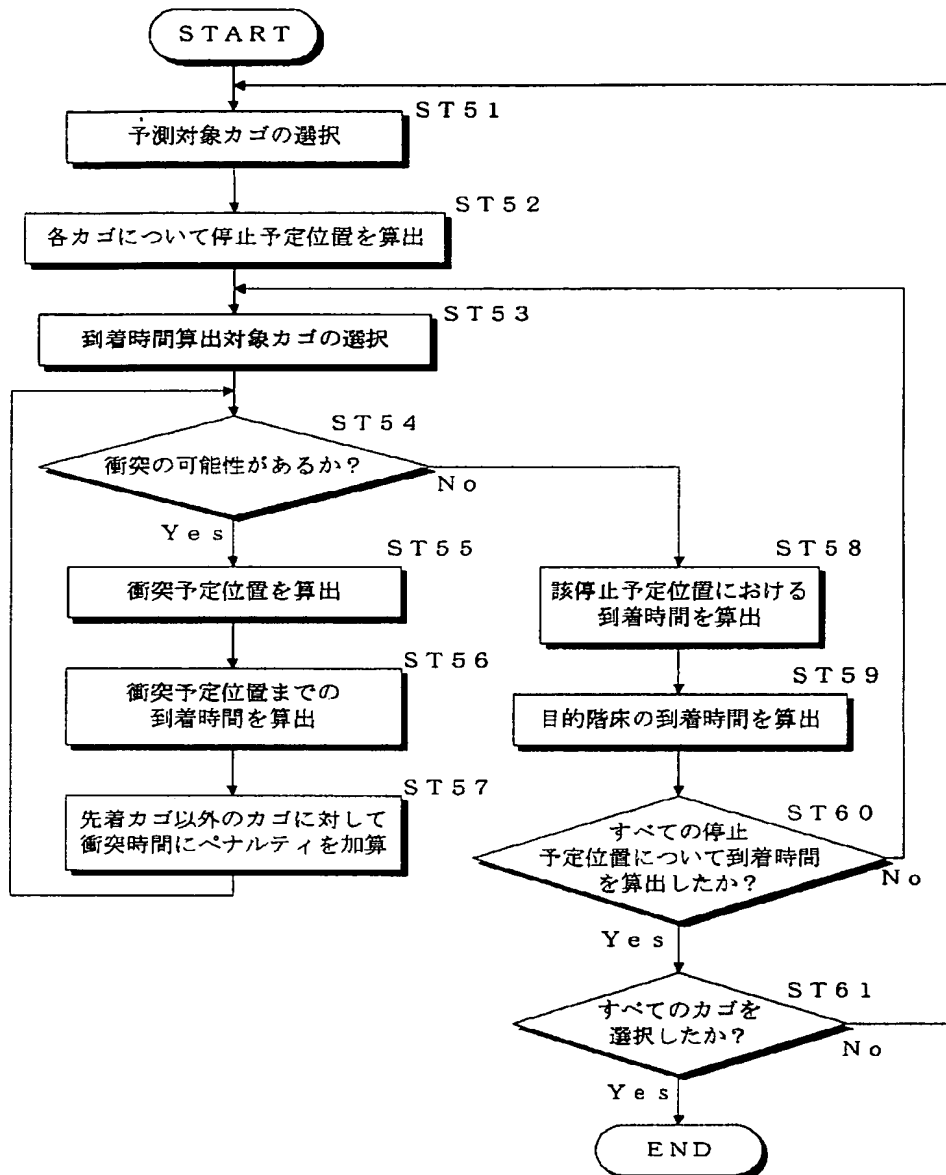 START
ST51
予測対象カゴの選択
ST52
各カゴについて停止予定位置を算出
ST53
到着時間算出対象カゴの選択
ST54
衝突の可能性があるか？
No
Yes
ST55
衝突予定位置を算出
ST56
衝突予定位置までの
到着時間を算出
ST57
先着カゴ以外のカゴに対して
衝突時間にペナルティを加算
ST58
該停止予定位置における
到着時間を算出
ST59
目的階床の到着時間を算出
ST60
すべての停止
予定位置について到着時間
を算出したか？
No
Yes
ST61
すべてのカゴを
選択したか？
No
Yes
END